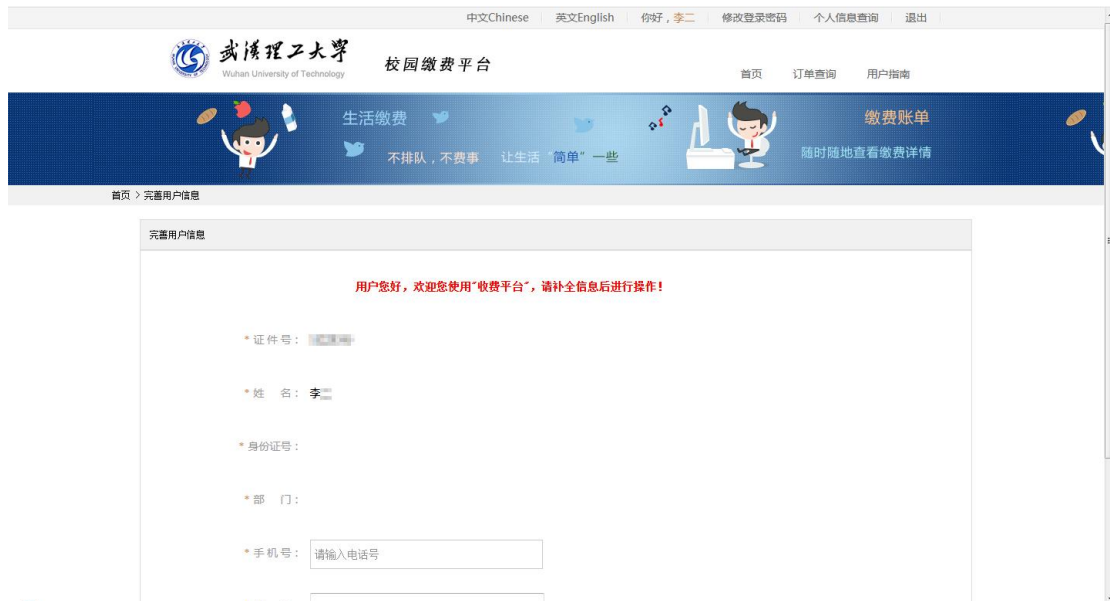 中文Chinese 英文English 你好，李二 修改登录密码 个人信息查询 退出
武汉理工大学
Wuhan University of Technology
校园缴费平台
首页 订单查询 用户指南
生活缴费
不排队，不费事 让生活“简单”一些
缴费账单
随时随地查看缴费详情
首页 > 完善用户信息
完善用户信息
用户您好，欢迎您使用"收费平台"，请补全信息后进行操作！
*证件号：
*姓 名： 李
*身份证号：
*部 门：
*手机号： 请输入电话号